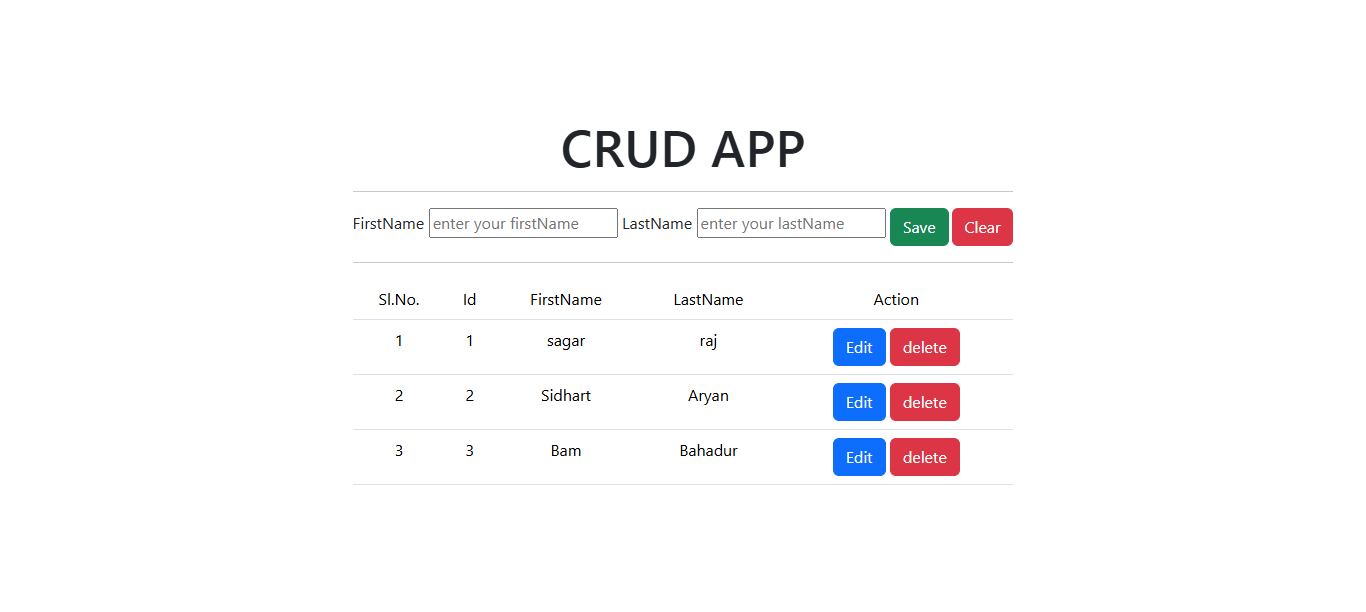 CRUD APP
FirstName enter your firstName LastName enter your lastName Save Clear
Sl.No. Id FirstName LastName Action
1 1 sagar raj Edit delete
2 2 Sidhart Aryan Edit delete
3 3 Bam Bahadur Edit delete